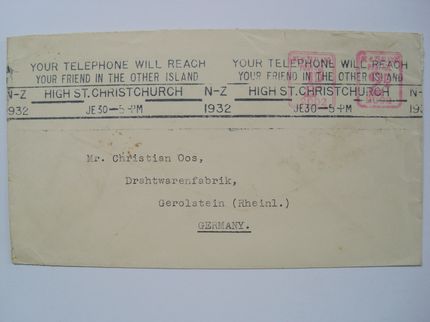 YOUR TELEPHONE WILL REACH YOUR TELEPHONE WILL REACH
YOUR FRIEND IN THE OTHER ISLAND YOUR FRIEND IN THE OTHER ISLAND
N-Z HIGH ST. CHRISTCHURCH N-Z HIGH ST. CHRISTCHURCH N-
1932 JE30-5-PM 1932 JE30-5-PM 19
Mr. Christian Oos,
Drahtwarenfabrik,
Gerolstein (Rheinl.)
GERMANY.